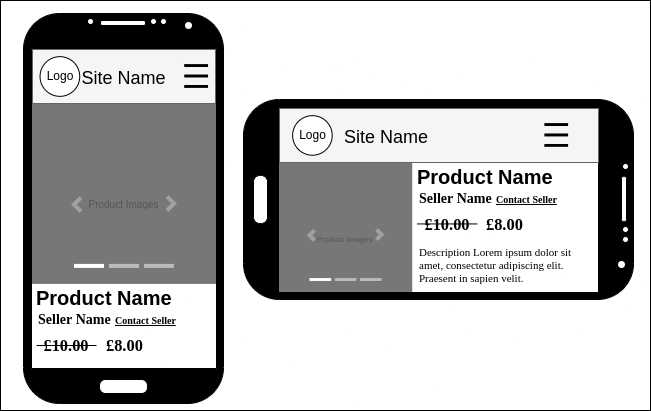 Logo Site Name
Product Images
Product Name
Seller Name Contact Seller
£10.00 £8.00
Logo Site Name
Product Images
Product Name
Seller Name Contact Seller
£10.00 £8.00
Description Lorem ipsum dolor sit
amet, consectetur adipiscing elit.
Praesent in sapien velit.